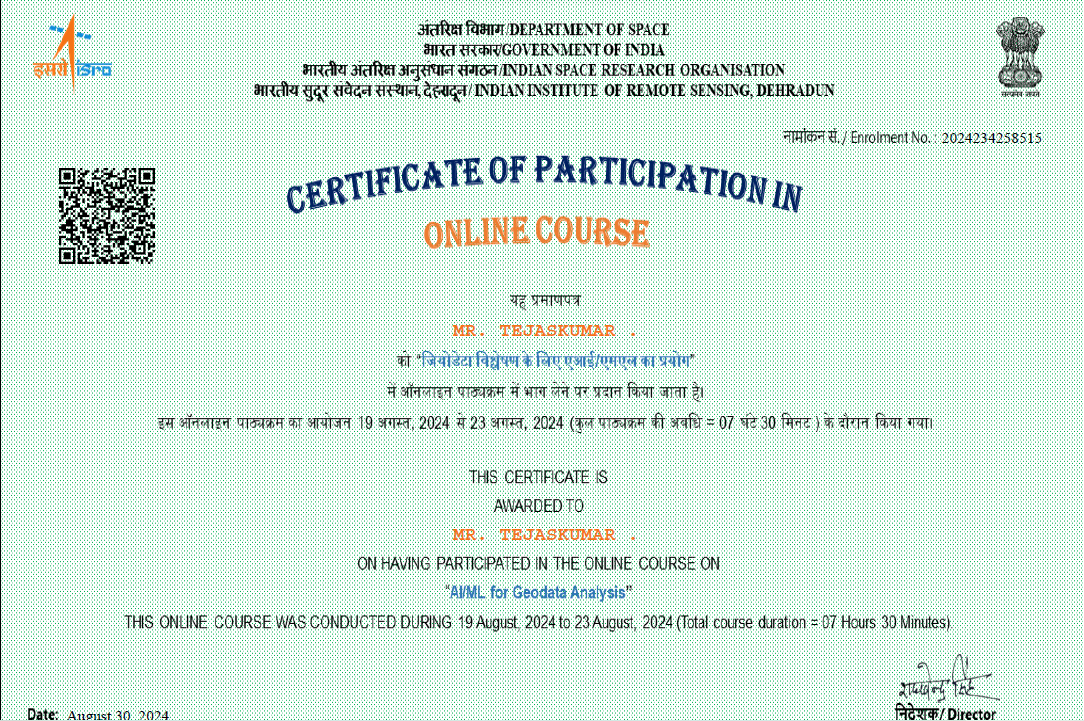 अंतरिक्ष विभाग/DEPARTMENT OF SPACE
भारत सरकार/GOVERNMENT OF INDIA
भारतीय अंतरिक्ष अनुसंधान संगठन/INDIAN SPACE RESEARCH ORGANISATION
भारतीय सुदूर संवेदन संस्थान, देहरादून/ INDIAN INSTITUTE OF REMOTE SENSING, DEHRADUN
इसरो isro
सत्यमेव जयते
नामांकन सं./ Enrolment No. : 2024234258515
CERTIFICATE OF PARTICIPATION IN
ONLINE COURSE
यह प्रमाणपत्र
MR. TEJASKUMAR .
को "जियोडेटा विश्लेषण के लिए एआई/एमएल का प्रयोग"
में ऑनलाइन पाठ्यक्रम में भाग लेने पर प्रदान किया जाता है।
इस ऑनलाइन पाठ्यक्रम का आयोजन 19 अगस्त, 2024 से 23 अगस्त, 2024 (कुल पाठ्यक्रम की अवधि = 07 घंटे 30 मिनट ) के दौरान किया गया।
THIS CERTIFICATE IS
AWARDED TO
MR. TEJASKUMAR .
ON HAVING PARTICIPATED IN THE ONLINE COURSE ON
"AI/ML for Geodata Analysis"
THIS ONLINE COURSE WAS CONDUCTED DURING 19 August, 2024 to 23 August, 2024 (Total course duration = 07 Hours 30 Minutes).
निदेशक/ Director
Date: August 30, 2024